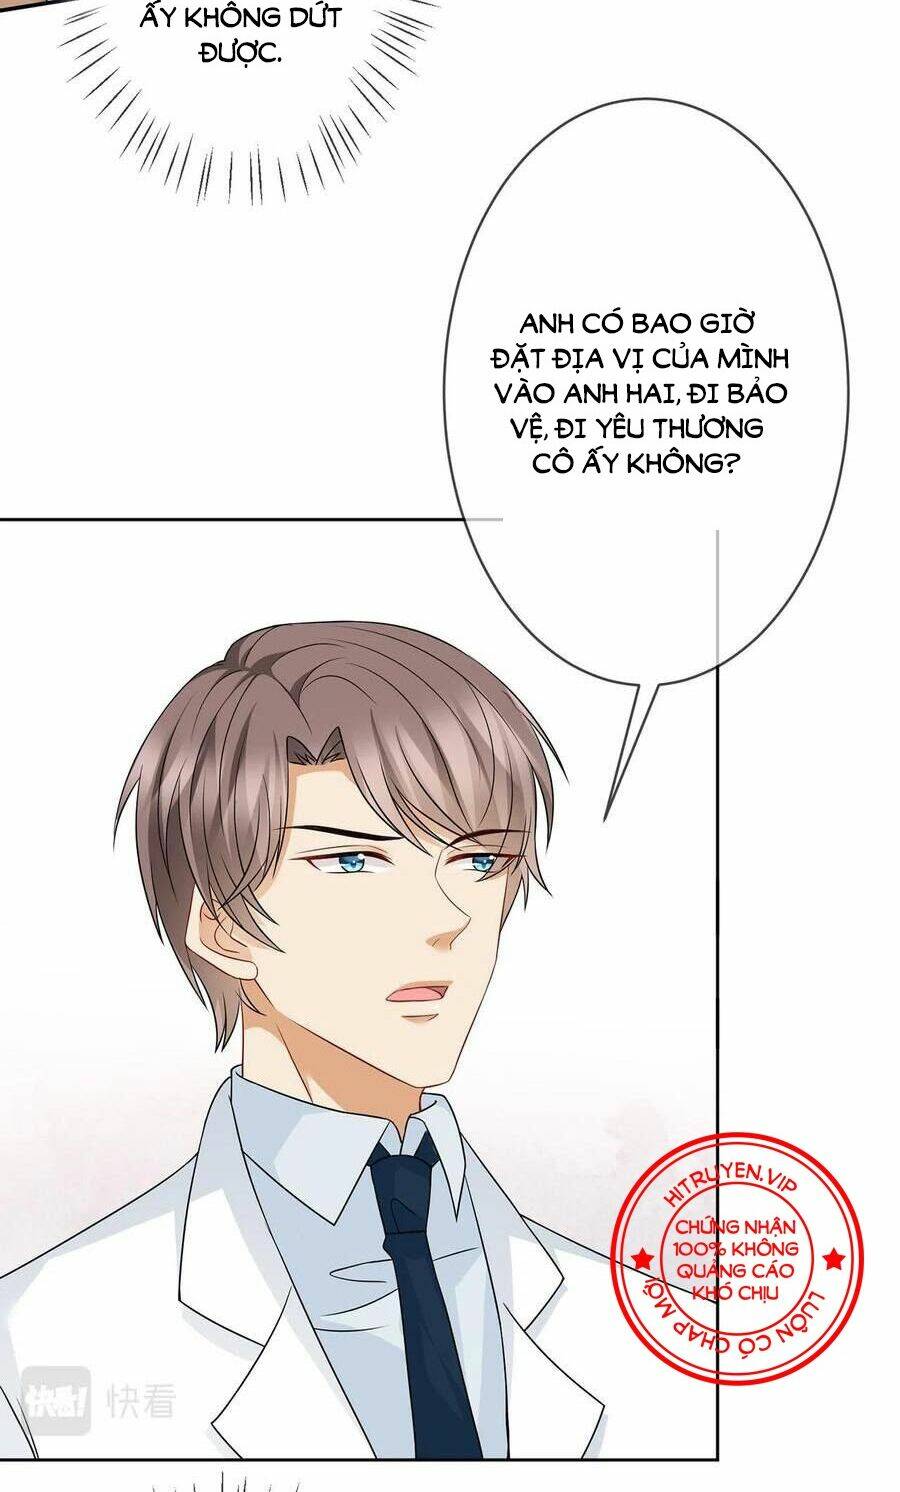 ẤY KHÔNG DỨT
ĐƯỢC.
ANH CÓ BAO GIỜ
ĐẶT ĐỊA VỊ CỦA MÌNH
VÀO ANH HAI, ĐI BẢO
VỆ, ĐI YÊU THƯƠNG
CÔ ẤY KHÔNG?
HITRUYEN.VIP
CHỨNG NHẬN
100% KHÔNG
QUẢNG CÁO
KHÓ CHỊU
LUÔN CÓ CHAP MỚI
快看! 快看